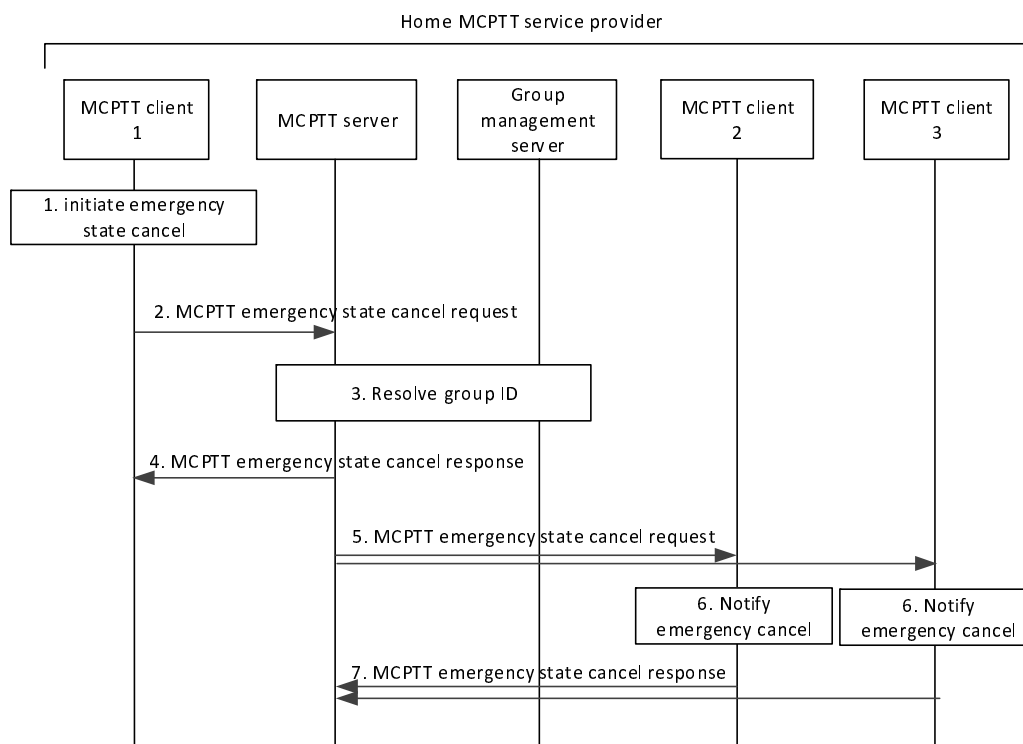 Home MCPTT service provider
MCPTT client
1
MCPTT server
Group
management
server
MCPTT client
2
MCPTT client
3
1. initiate emergency
state cancel
2. MCPTT emergency state cancel request
3. Resolve group ID
4. MCPTT emergency state cancel response
5. MCPTT emergency state cancel request
6. Notify
emergency cancel
6. Notify
emergency cancel
7. MCPTT emergency state cancel response